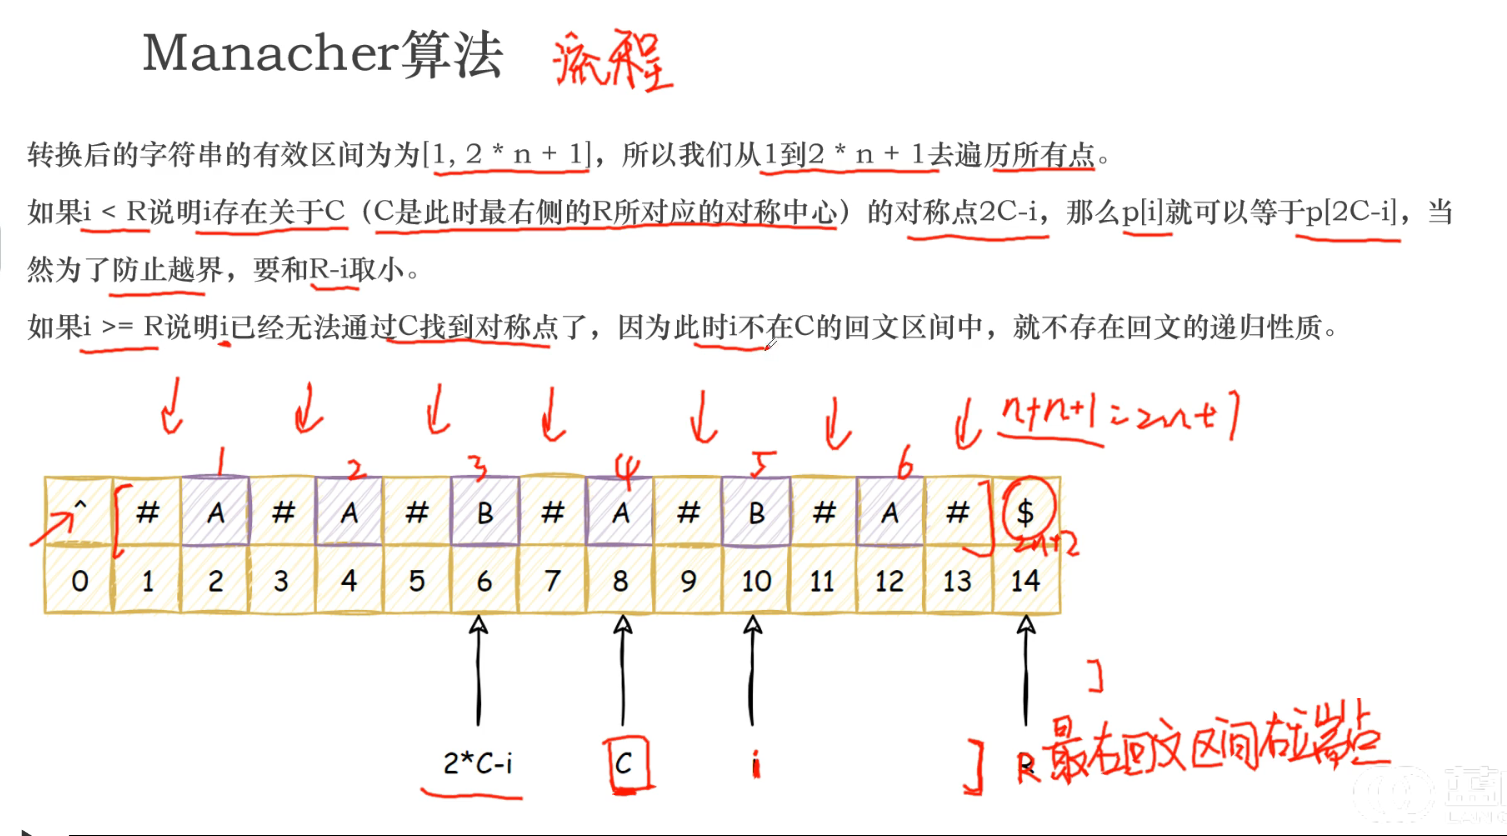 Manacher算法 流程
转换后的字符串的有效区间为为[1, 2 * n + 1]，所以我们从1到2 * n + 1去遍历所有点。
如果i < R说明i存在关于C（C是此时最右侧的R所对应的对称中心）的对称点2C-i，那么p[i]就可以等于p[2C-i]，当
然为了防止越界，要和R-i取小。
如果i >= R说明i已经无法通过C找到对称点了，因为此时i不在C的回文区间中，就不存在回文的递归性质。
n+n+1=2n+1
1 2 3 4 5 6
^ # A # A # B # A # B # A # $
2n+2
0 1 2 3 4 5 6 7 8 9 10 11 12 13 14
2*C-i C i R 最右回文区间右端点
蓝